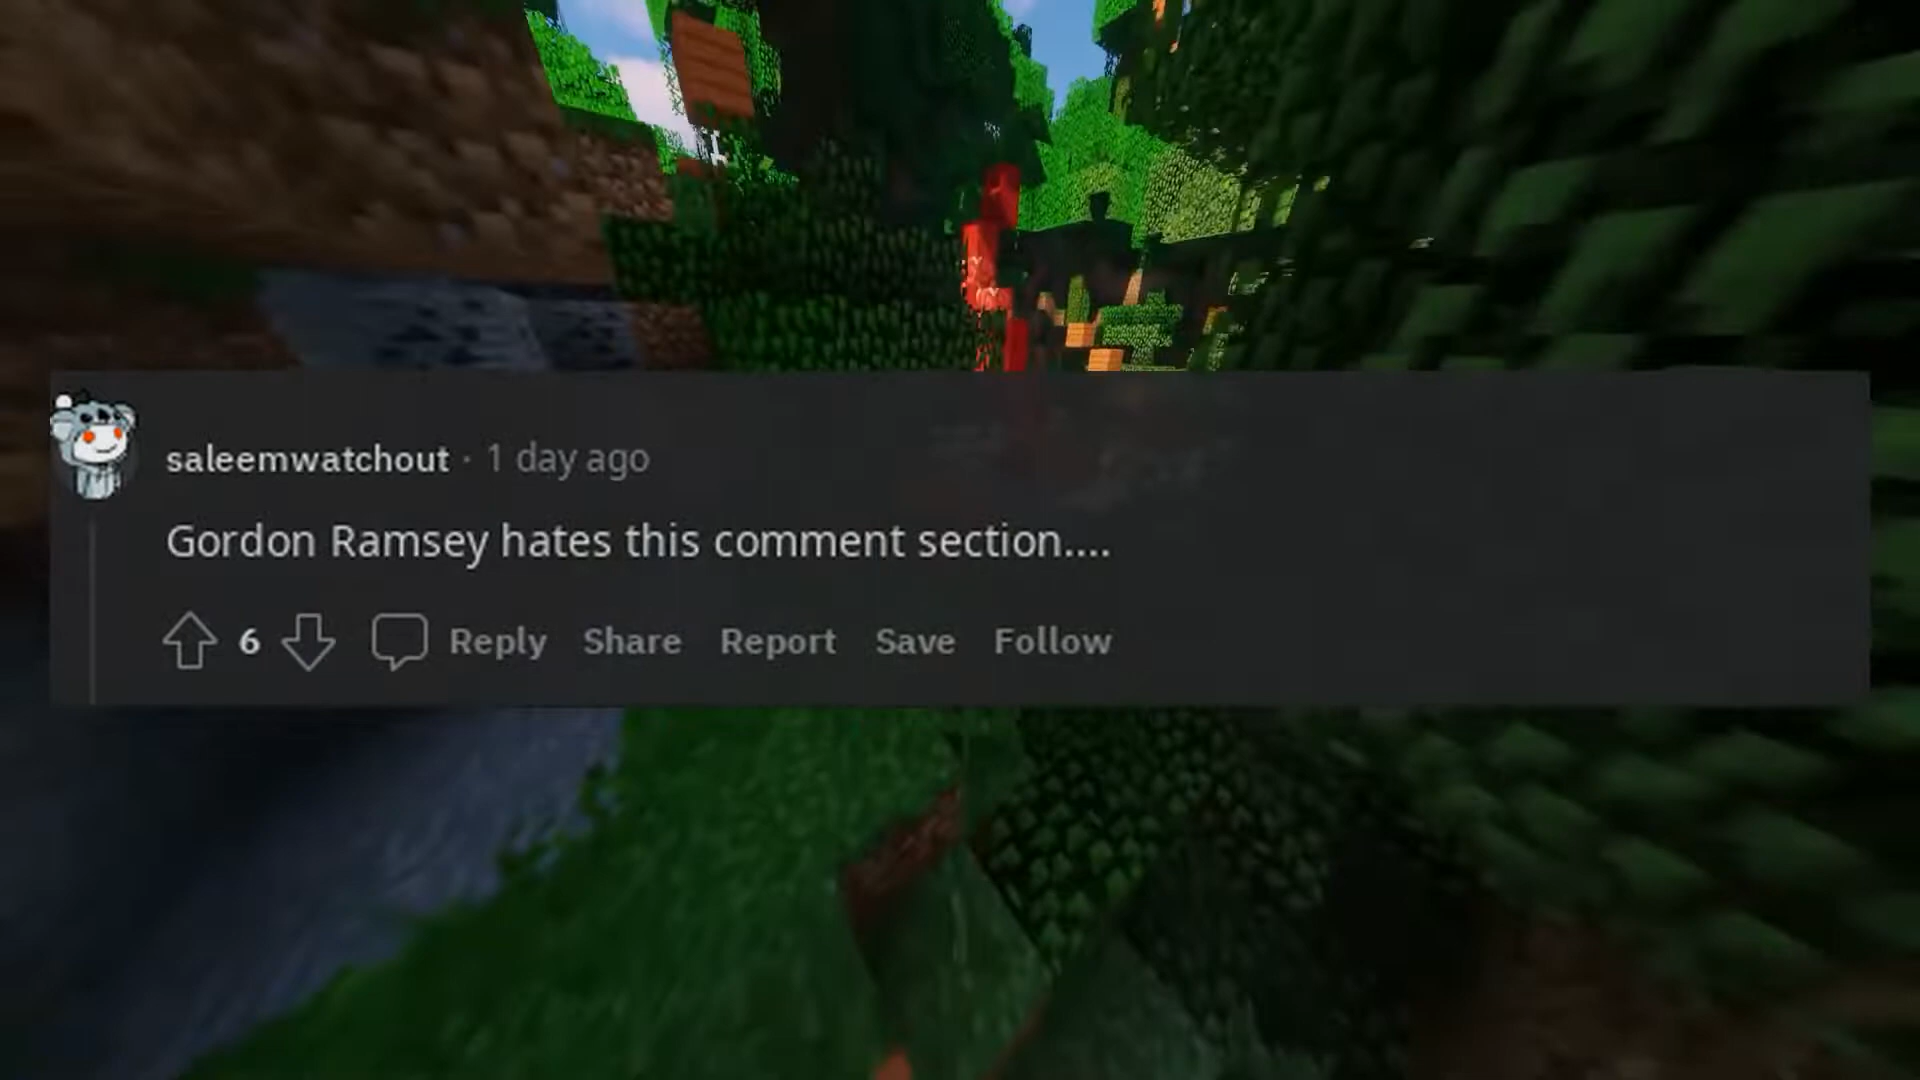 saleemwatchout · 1 day ago
Gordon Ramsey hates this comment section....
6 Reply Share Report Save Follow